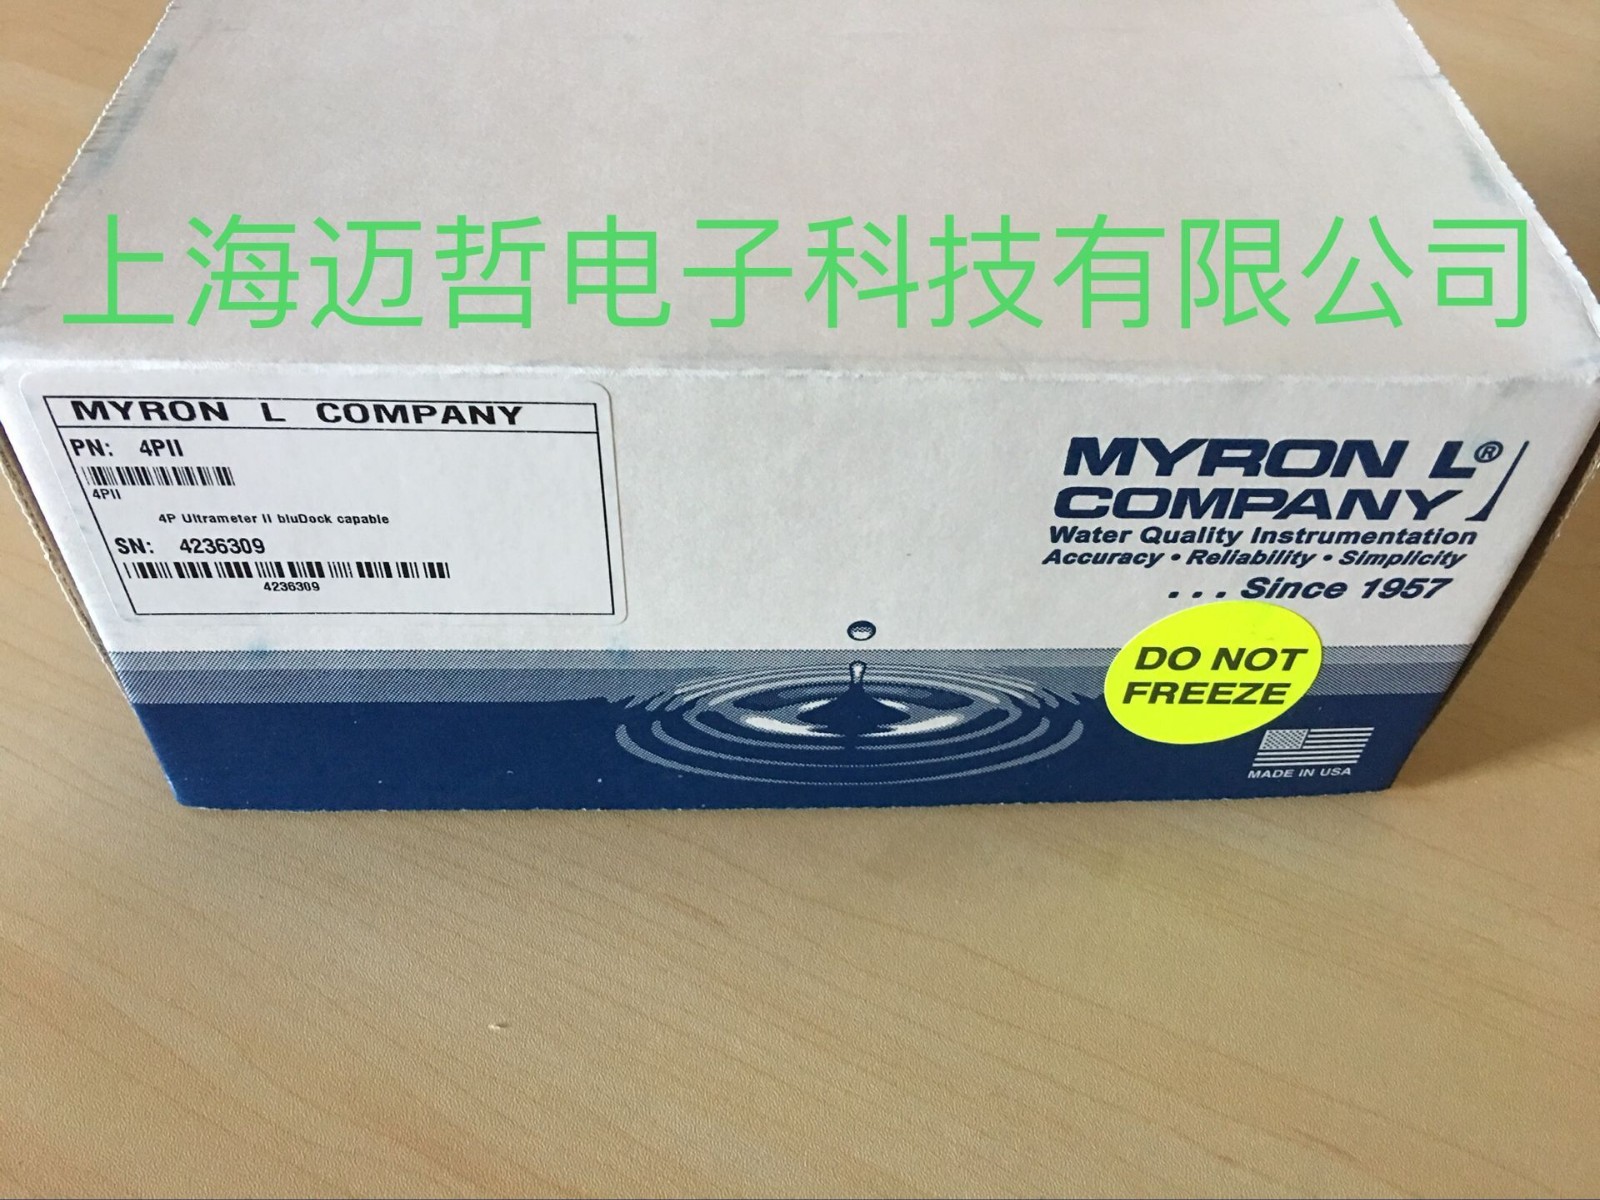 上海迈哲电子科技有限公司
MYRON L COMPANY
PN: 4PII
4PII
4P Ultrameter II bluDock capable
SN: 4236309
4236309
MYRON L®
COMPANY
Water Quality Instrumentation
Accuracy • Reliability • Simplicity
. . . Since 1957
DO NOT
FREEZE
MADE IN USA